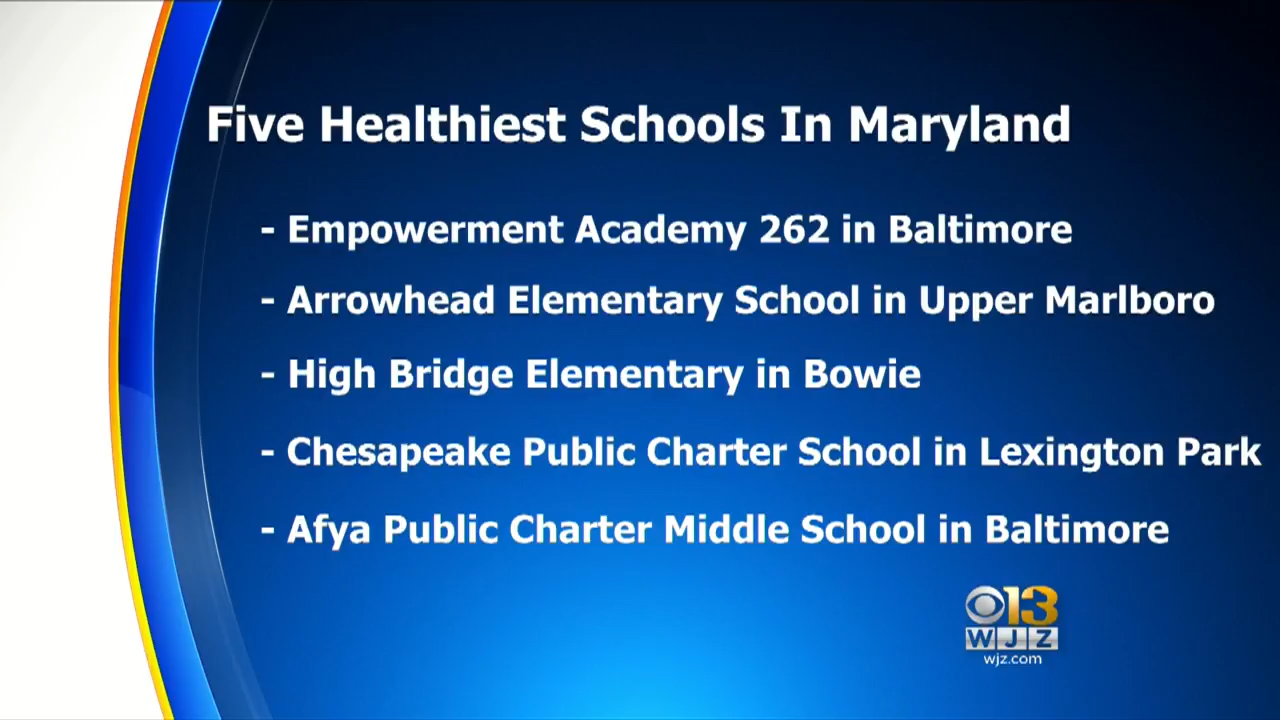 Five Healthiest Schools In Maryland
- Empowerment Academy 262 in Baltimore
- Arrowhead Elementary School in Upper Marlboro
- High Bridge Elementary in Bowie
- Chesapeake Public Charter School in Lexington Park
- Afya Public Charter Middle School in Baltimore
13
WJZ
wjz.com